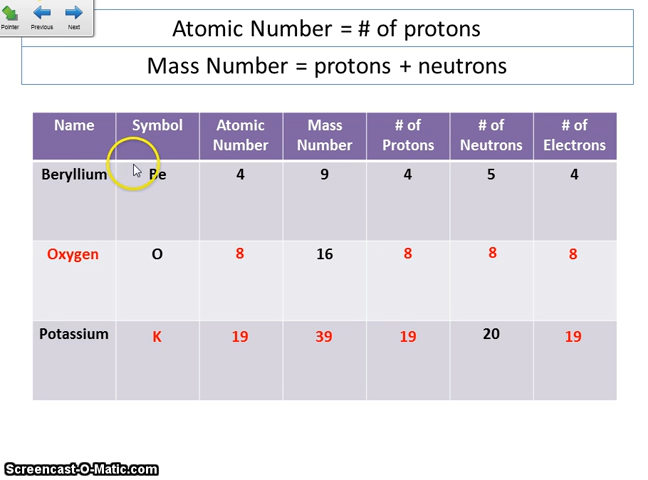 Pointer Previous Next
Atomic Number = # of protons
Mass Number = protons + neutrons
Name Symbol Atomic Number Mass Number # of Protons # of Neutrons # of Electrons
Beryllium Be 4 9 4 5 4
Oxygen O 8 16 8 8 8
Potassium K 19 39 19 20 19
Screencast-O-Matic.com